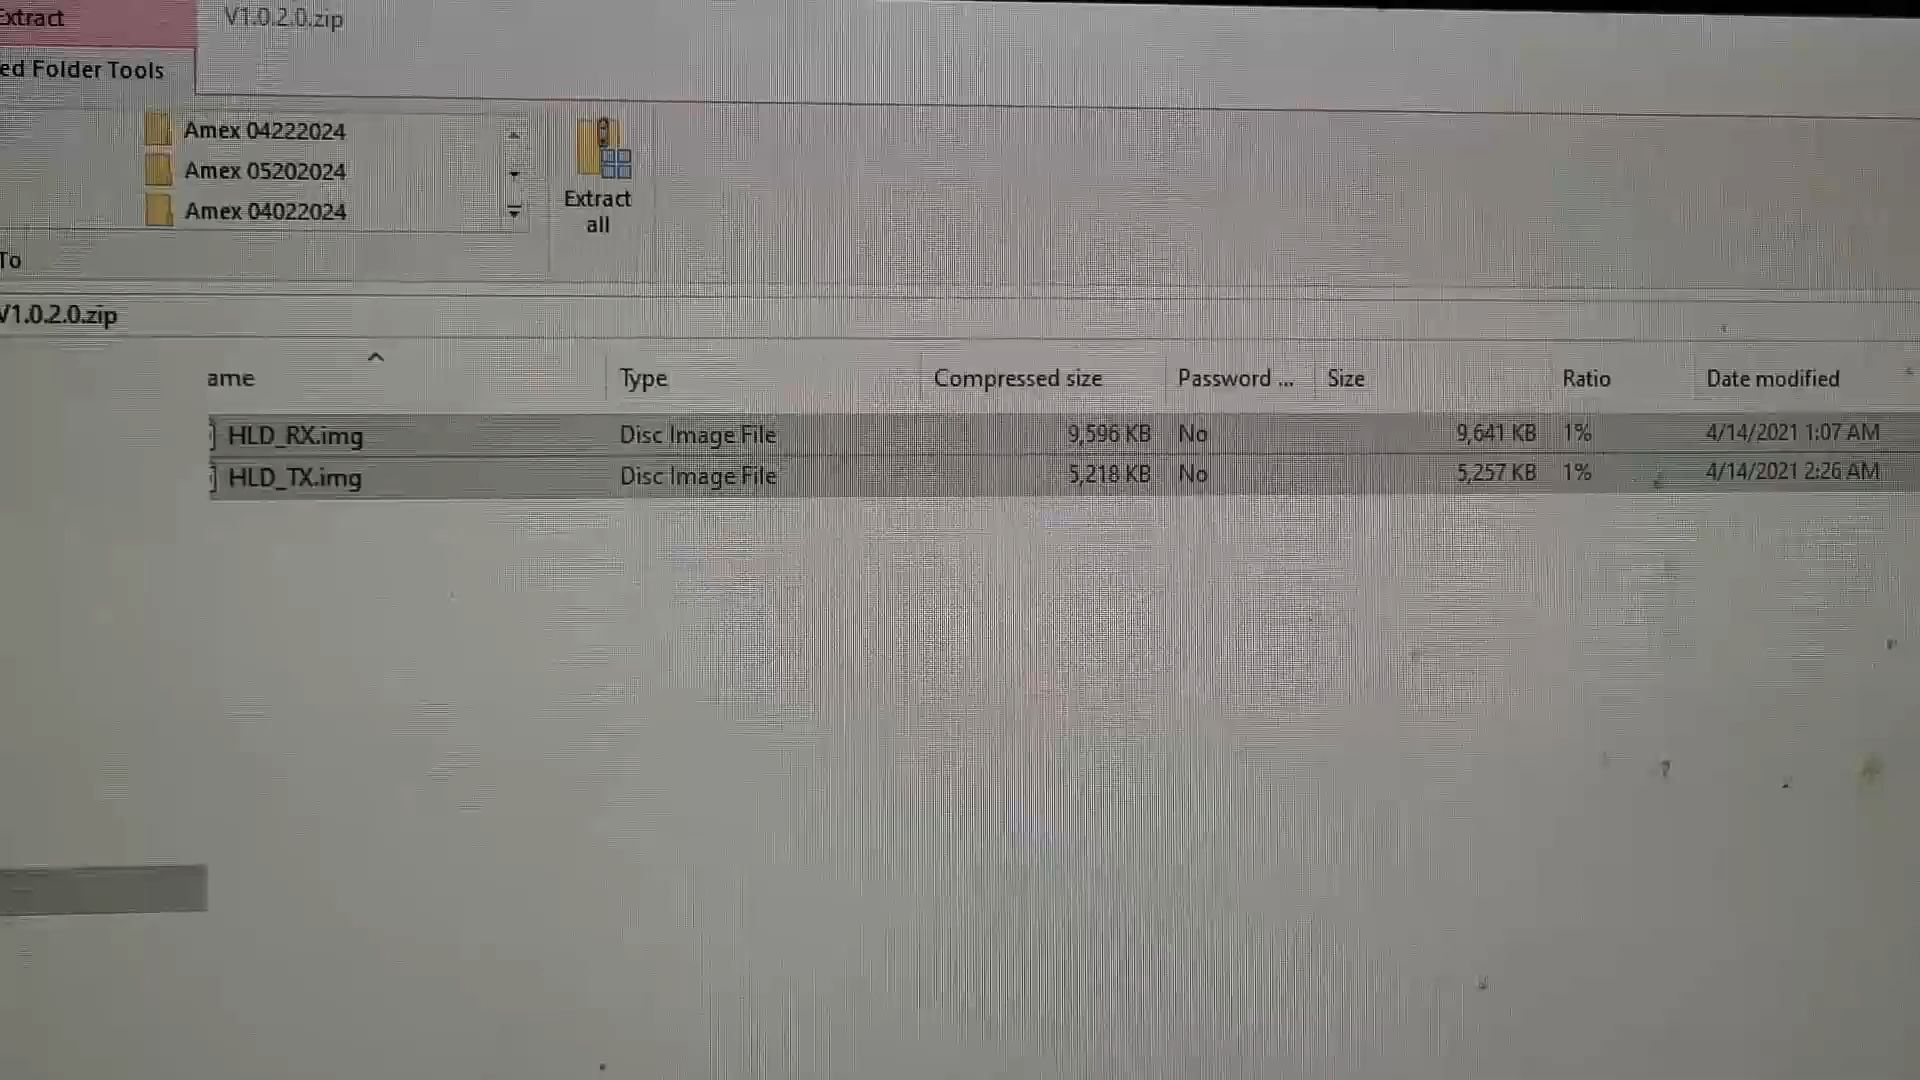 Extract V1.0.2.0.zip
ed Folder Tools
Amex 04222024
Amex 05202024
Amex 04022024
Extract
all
To
V1.0.2.0.zip
ame Type Compressed size Password ... Size Ratio Date modified
HLD_RX.img Disc Image File 9,596 KB No 9,641 KB 1% 4/14/2021 1:07 AM
HLD_TX.img Disc Image File 5,218 KB No 5,257 KB 1% 4/14/2021 2:26 AM